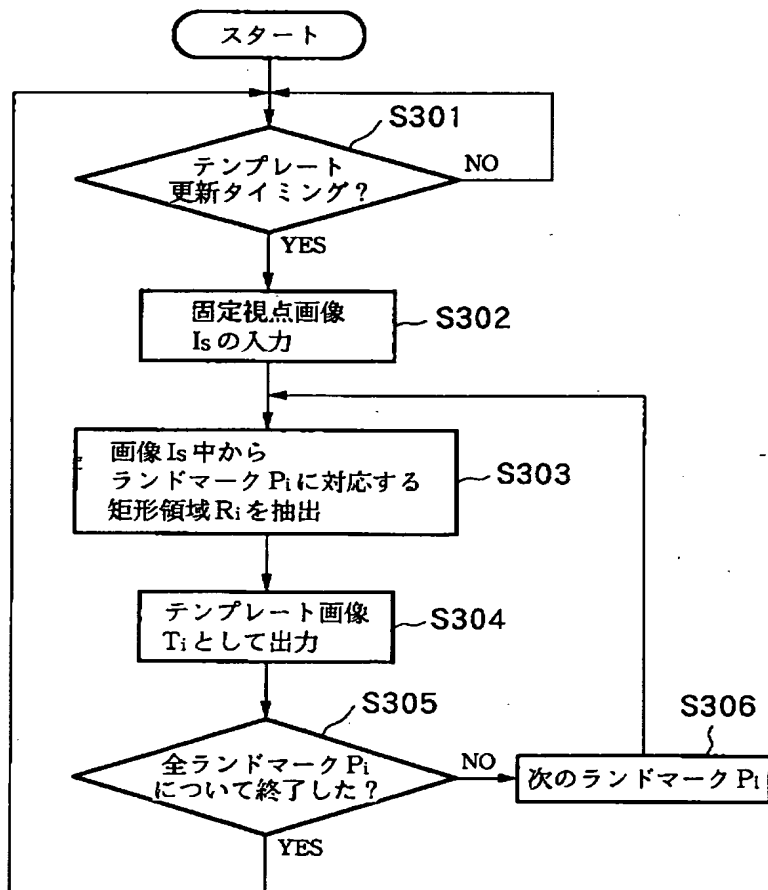 スタート
S301
テンプレート
更新タイミング？
NO
YES
固定視点画像
Isの入力
S302
画像Is中から
ランドマークPiに対応する
矩形領域Riを抽出
S303
テンプレート画像
Tiとして出力
S304
S305
全ランドマークPi
について終了した？
NO
S306
次のランドマークPi
YES